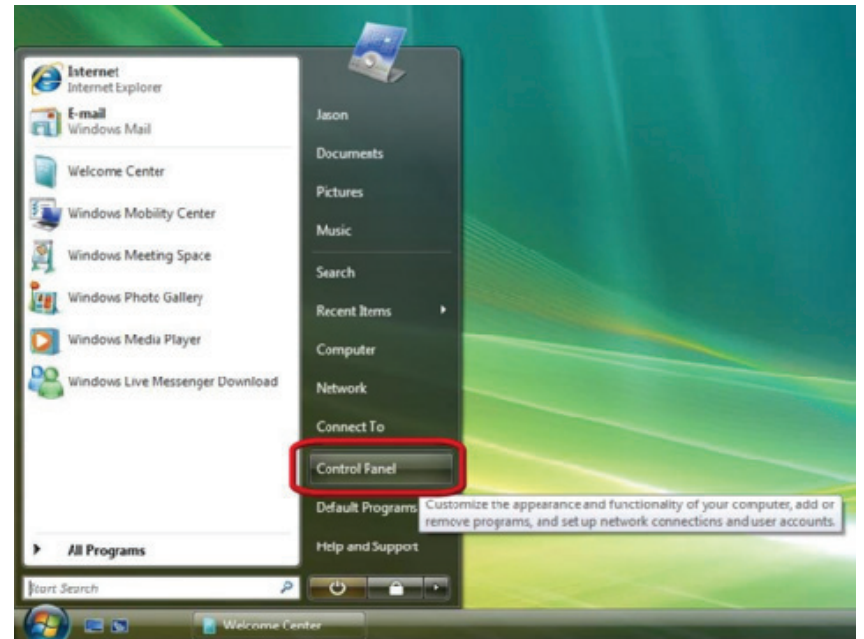 Internet
Internet Explorer
E-mail
Windows Mail
Welcome Center
Windows Mobility Center
Windows Meeting Space
Windows Photo Gallery
Windows Media Player
Windows Live Messenger Download
All Programs
Start Search
Jason
Documents
Pictures
Music
Search
Recent Items
Computer
Network
Connect To
Control Panel
Default Programs
Customize the appearance and functionality of your computer, add or
remove programs, and set up network connections and user accounts.
Help and Support
Welcome Center